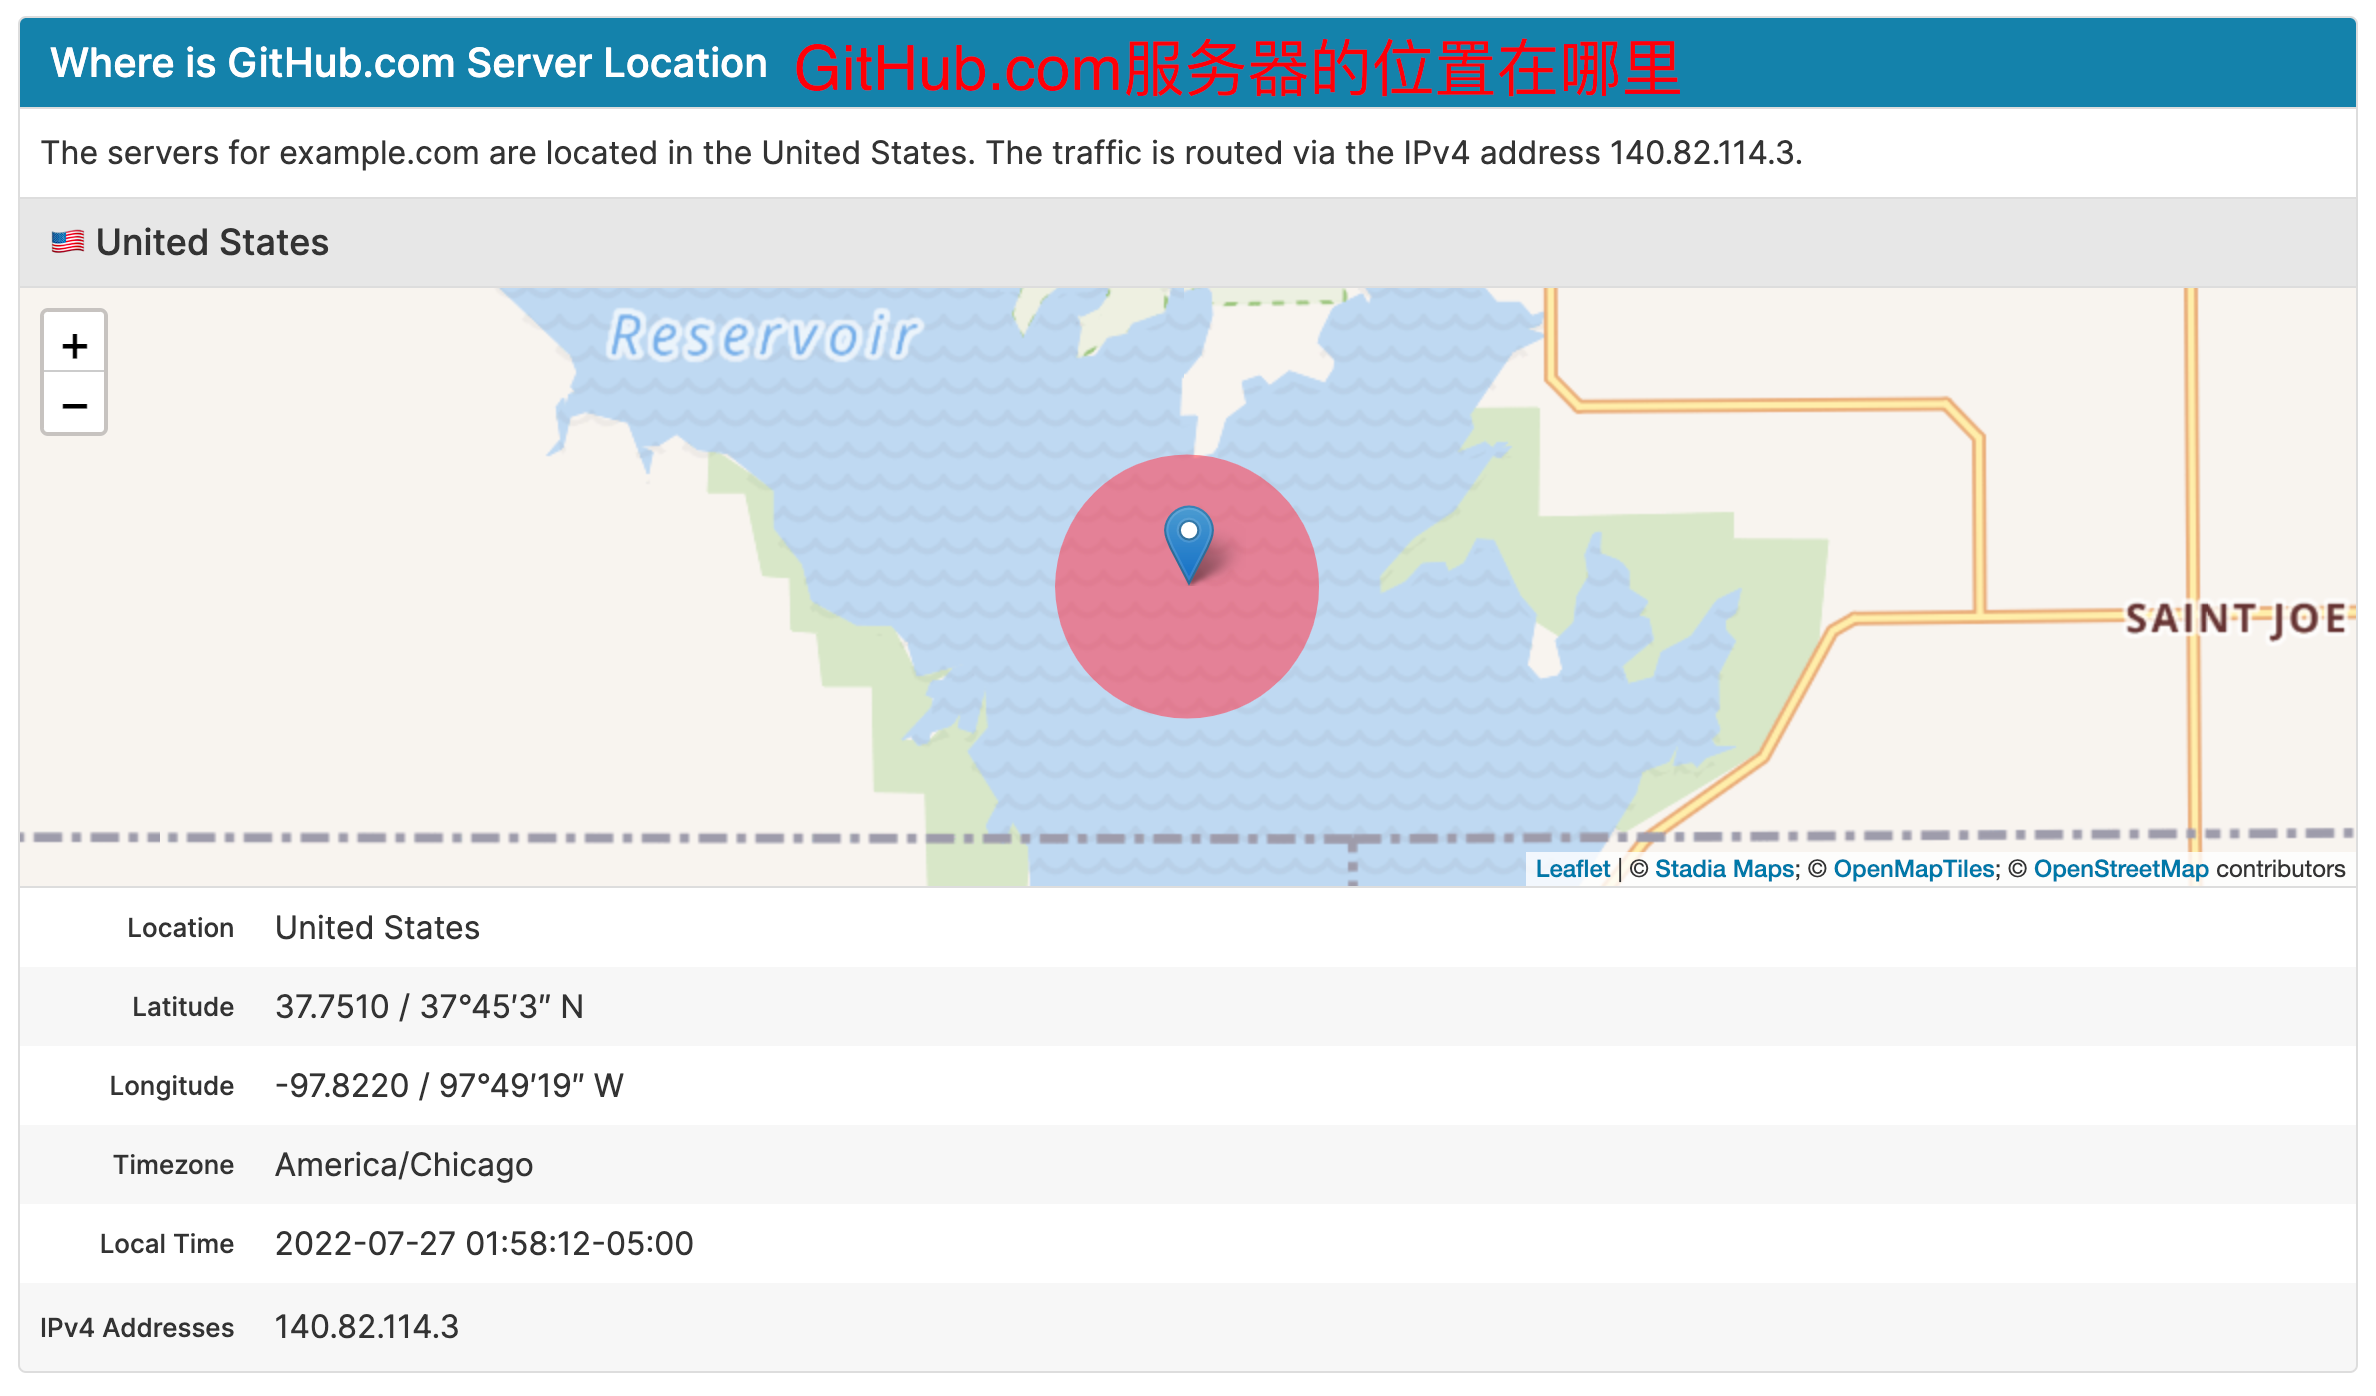 Where is GitHub.com Server Location GitHub.com服务器的位置在哪里
The servers for example.com are located in the United States. The traffic is routed via the IPv4 address 140.82.114.3.
🇺🇸 United States
Reservoir
+
−
SAINT JOE
Leaflet | © Stadia Maps; © OpenMapTiles; © OpenStreetMap contributors
Location United States
Latitude 37.7510 / 37°45′3″ N
Longitude -97.8220 / 97°49′19″ W
Timezone America/Chicago
Local Time 2022-07-27 01:58:12-05:00
IPv4 Addresses 140.82.114.3